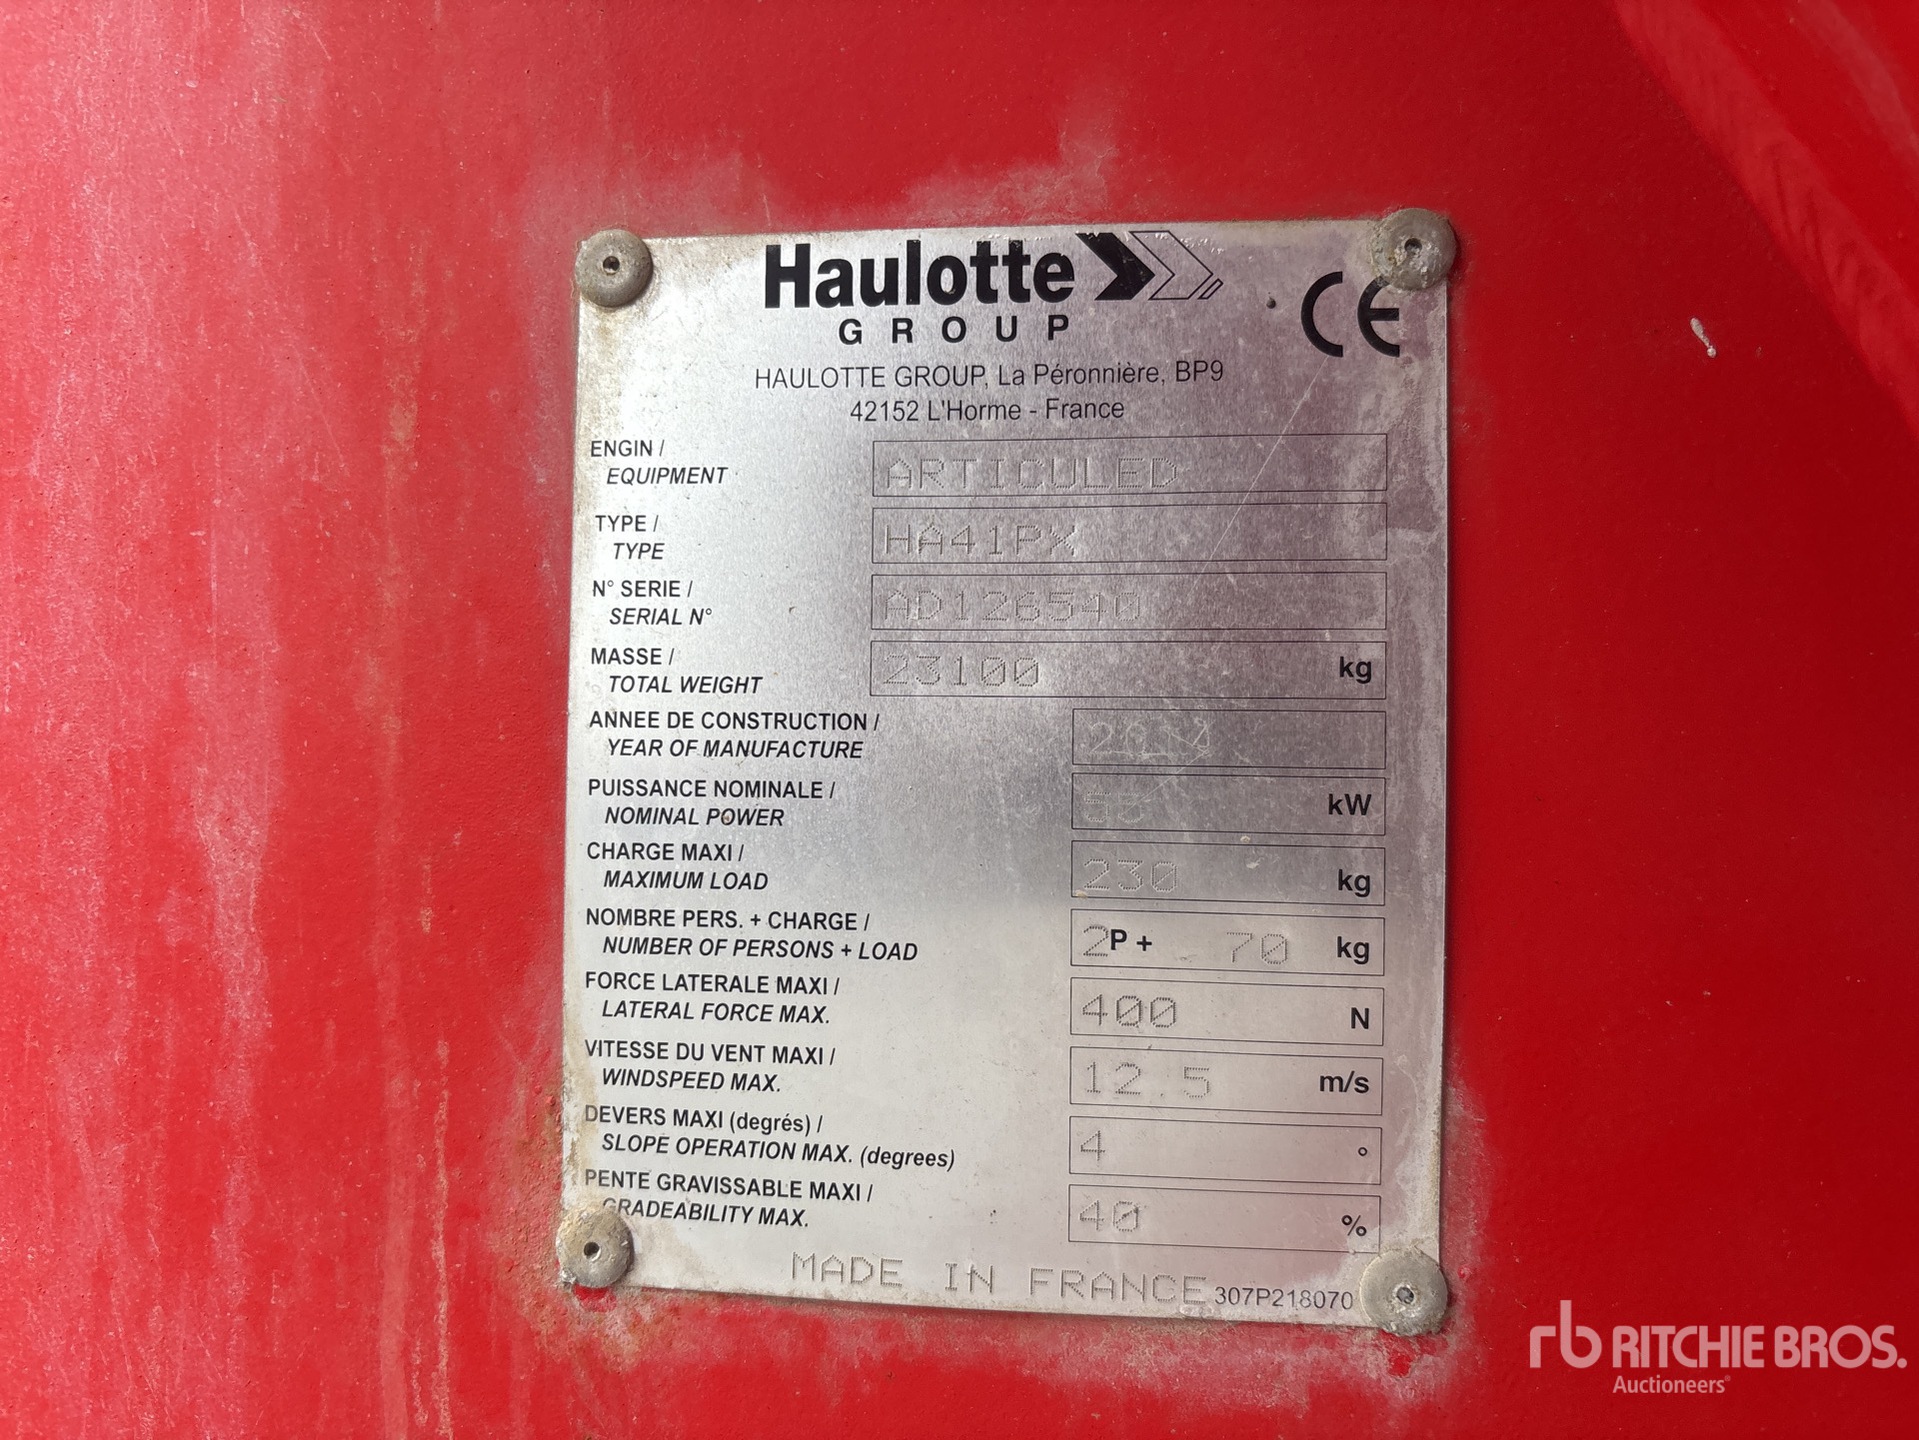 Haulotte
GROUP
CE
HAULOTTE GROUP, La Péronnière, BP9
42152 L'Horme - France
ENGIN /
EQUIPMENT
ARTICULED
TYPE /
TYPE
HA41PX
N° SERIE /
SERIAL N°
AD126540
MASSE /
TOTAL WEIGHT
23100 kg
ANNEE DE CONSTRUCTION /
YEAR OF MANUFACTURE
2014
PUISSANCE NOMINALE /
NOMINAL POWER
kW
CHARGE MAXI /
MAXIMUM LOAD
230 kg
NOMBRE PERS. + CHARGE /
NUMBER OF PERSONS + LOAD
2P + 70 kg
FORCE LATERALE MAXI /
LATERAL FORCE MAX.
400 N
VITESSE DU VENT MAXI /
WINDSPEED MAX.
12.5 m/s
DEVERS MAXI (degrés) /
SLOPE OPERATION MAX. (degrees)
4 °
PENTE GRAVISSABLE MAXI /
GRADEABILITY MAX.
40 %
MADE IN FRANCE 307P218070
rb RITCHIE BROS.
Auctioneers®